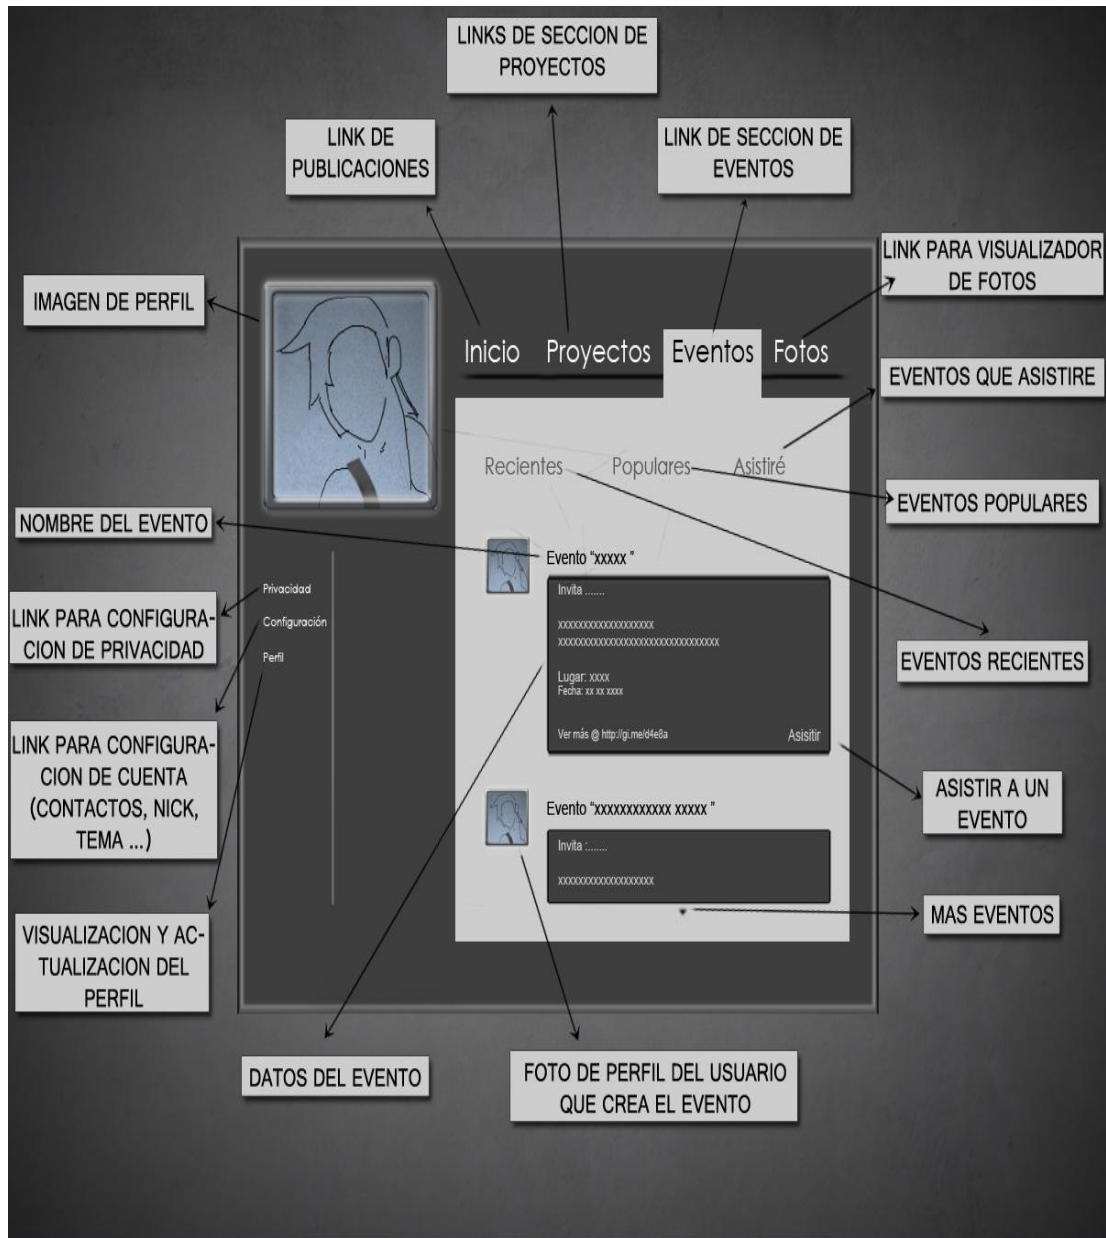 LINKS DE SECCION DE
PROYECTOS
LINK DE
PUBLICACIONES
LINK DE SECCION DE
EVENTOS
LINK PARA VISUALIZADOR
DE FOTOS
IMAGEN DE PERFIL
Inicio Proyectos Eventos Fotos
EVENTOS QUE ASISTIRE
Recientes Populares Asistiré
EVENTOS POPULARES
NOMBRE DEL EVENTO
Evento “xxxxx ”
Privacidad
Configuración
Perfil
LINK PARA CONFIGURA-
CION DE PRIVACIDAD
Invita .......
xxxxxxxxxxxxxxxxxxx
xxxxxxxxxxxxxxxxxxxxxxxxxxxxxxxx
Lugar: xxxx
Fecha: xx xx xxxx
Ver más @ http://gi.me/d4e8a Asisitir
EVENTOS RECIENTES
LINK PARA CONFIGURA-
CION DE CUENTA
(CONTACTOS, NICK,
TEMA ...)
ASISTIR A UN
EVENTO
Evento “xxxxxxxxxxxx xxxxx ”
Invita :.......
xxxxxxxxxxxxxxxxxxx
MAS EVENTOS
VISUALIZACION Y AC-
TUALIZACION DEL
PERFIL
DATOS DEL EVENTO
FOTO DE PERFIL DEL USUARIO
QUE CREA EL EVENTO